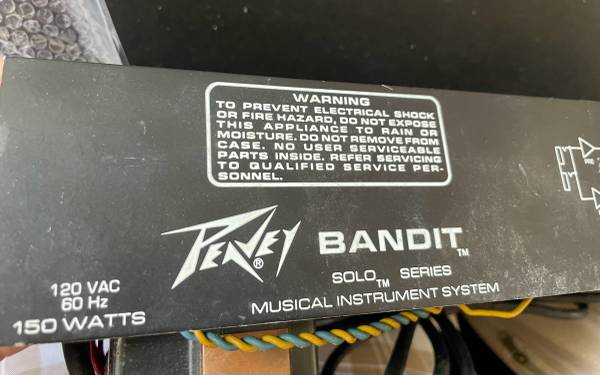 WARNING
TO PREVENT ELECTRICAL SHOCK
OR FIRE HAZARD, DO NOT EXPOSE
THIS APPLIANCE TO RAIN OR
MOISTURE. DO NOT REMOVE FROM
CASE. NO USER SERVICEABLE
PARTS INSIDE. REFER SERVICING
TO QUALIFIED SERVICE PER-
SONNEL.
PEAVEY® BANDIT™
SOLO™ SERIES
MUSICAL INSTRUMENT SYSTEM
120 VAC
60 Hz
150 WATTS
PRE